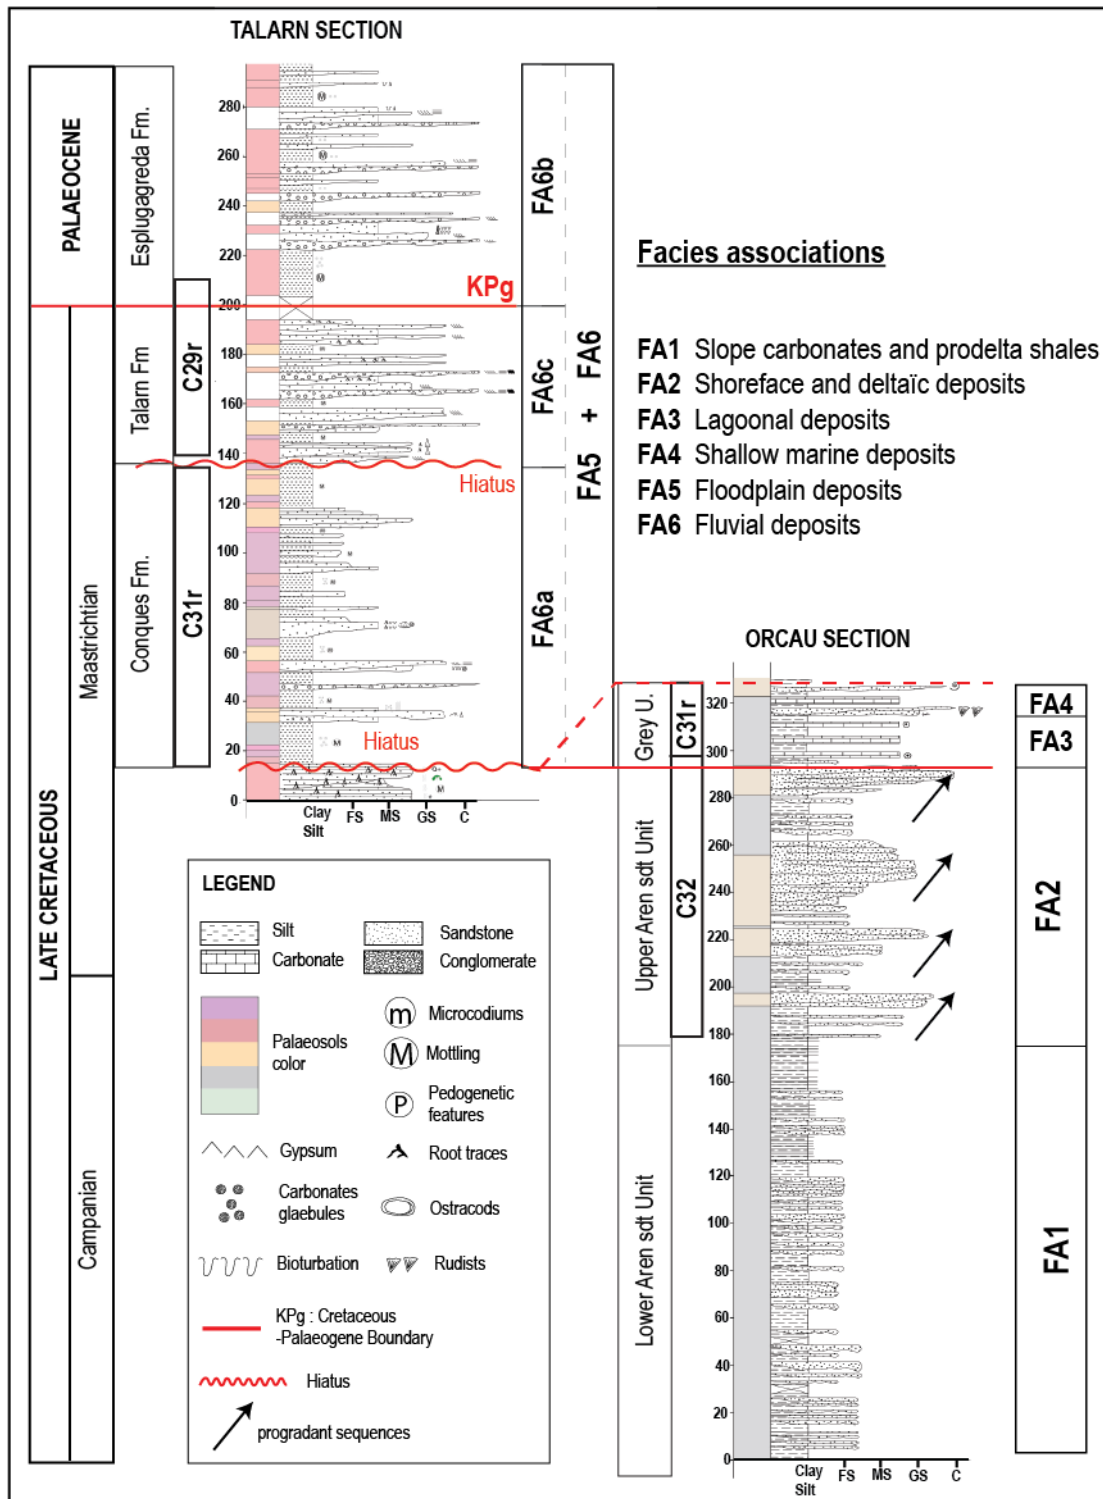 TALARN SECTION
PALAEOCENE
LATE CRETACEOUS
Maastrichtian
Campanian
Esplugagreda Fm.
Talarn Fm
Conques Fm.
C29r
C31r
280
260
240
220
200
180
160
140
120
100
80
60
40
20
0
Clay
Silt
FS
MS
GS
C
KPg
Hiatus
Hiatus
FA6b
FA6c
FA6a
FA5 + FA6
M
M
M
m
m
m
m
M
m
m
m
m
M
M
Facies associations
FA1 Slope carbonates and prodelta shales
FA2 Shoreface and deltaïc deposits
FA3 Lagoonal deposits
FA4 Shallow marine deposits
FA5 Floodplain deposits
FA6 Fluvial deposits
ORCAU SECTION
Grey U.
Upper Aren sdt Unit
Lower Aren sdt Unit
C31r
C32
320
300
280
260
240
220
200
180
160
140
120
100
80
60
40
20
0
Clay
Silt
FS
MS
GS
C
FA4
FA3
FA2
FA1
LEGEND
Silt
Sandstone
Carbonate
Conglomerate
Palaeosols
color
m Microcodiums
M Mottling
P Pedogenetic
features
Gypsum
Root traces
Carbonates
glaebules
Ostracods
Bioturbation
Rudists
KPg : Cretaceous
-Palaeogene Boundary
Hiatus
progradant sequences